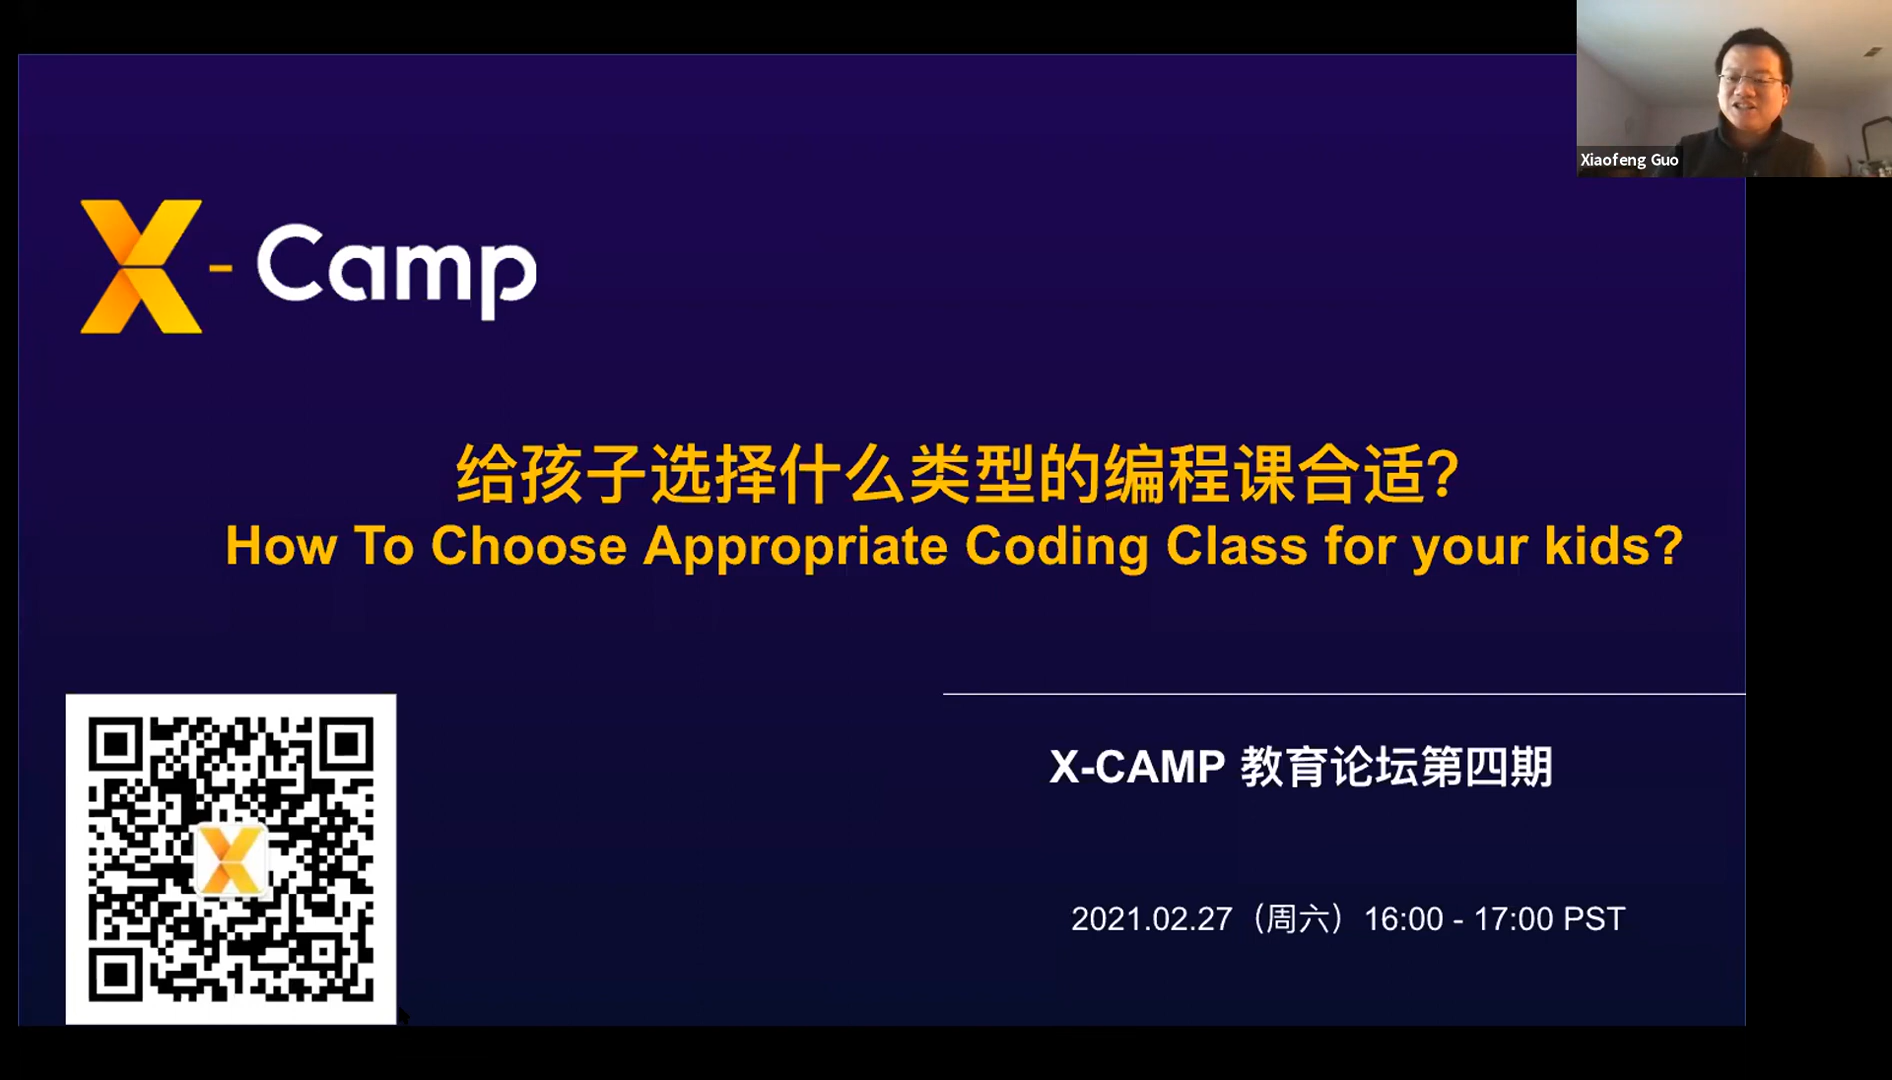 Xiaofeng Guo
X-Camp
给孩子选择什么类型的编程课合适?
How To Choose Appropriate Coding Class for your kids?
X-CAMP 教育论坛第四期
2021.02.27（周六）16:00 - 17:00 PST